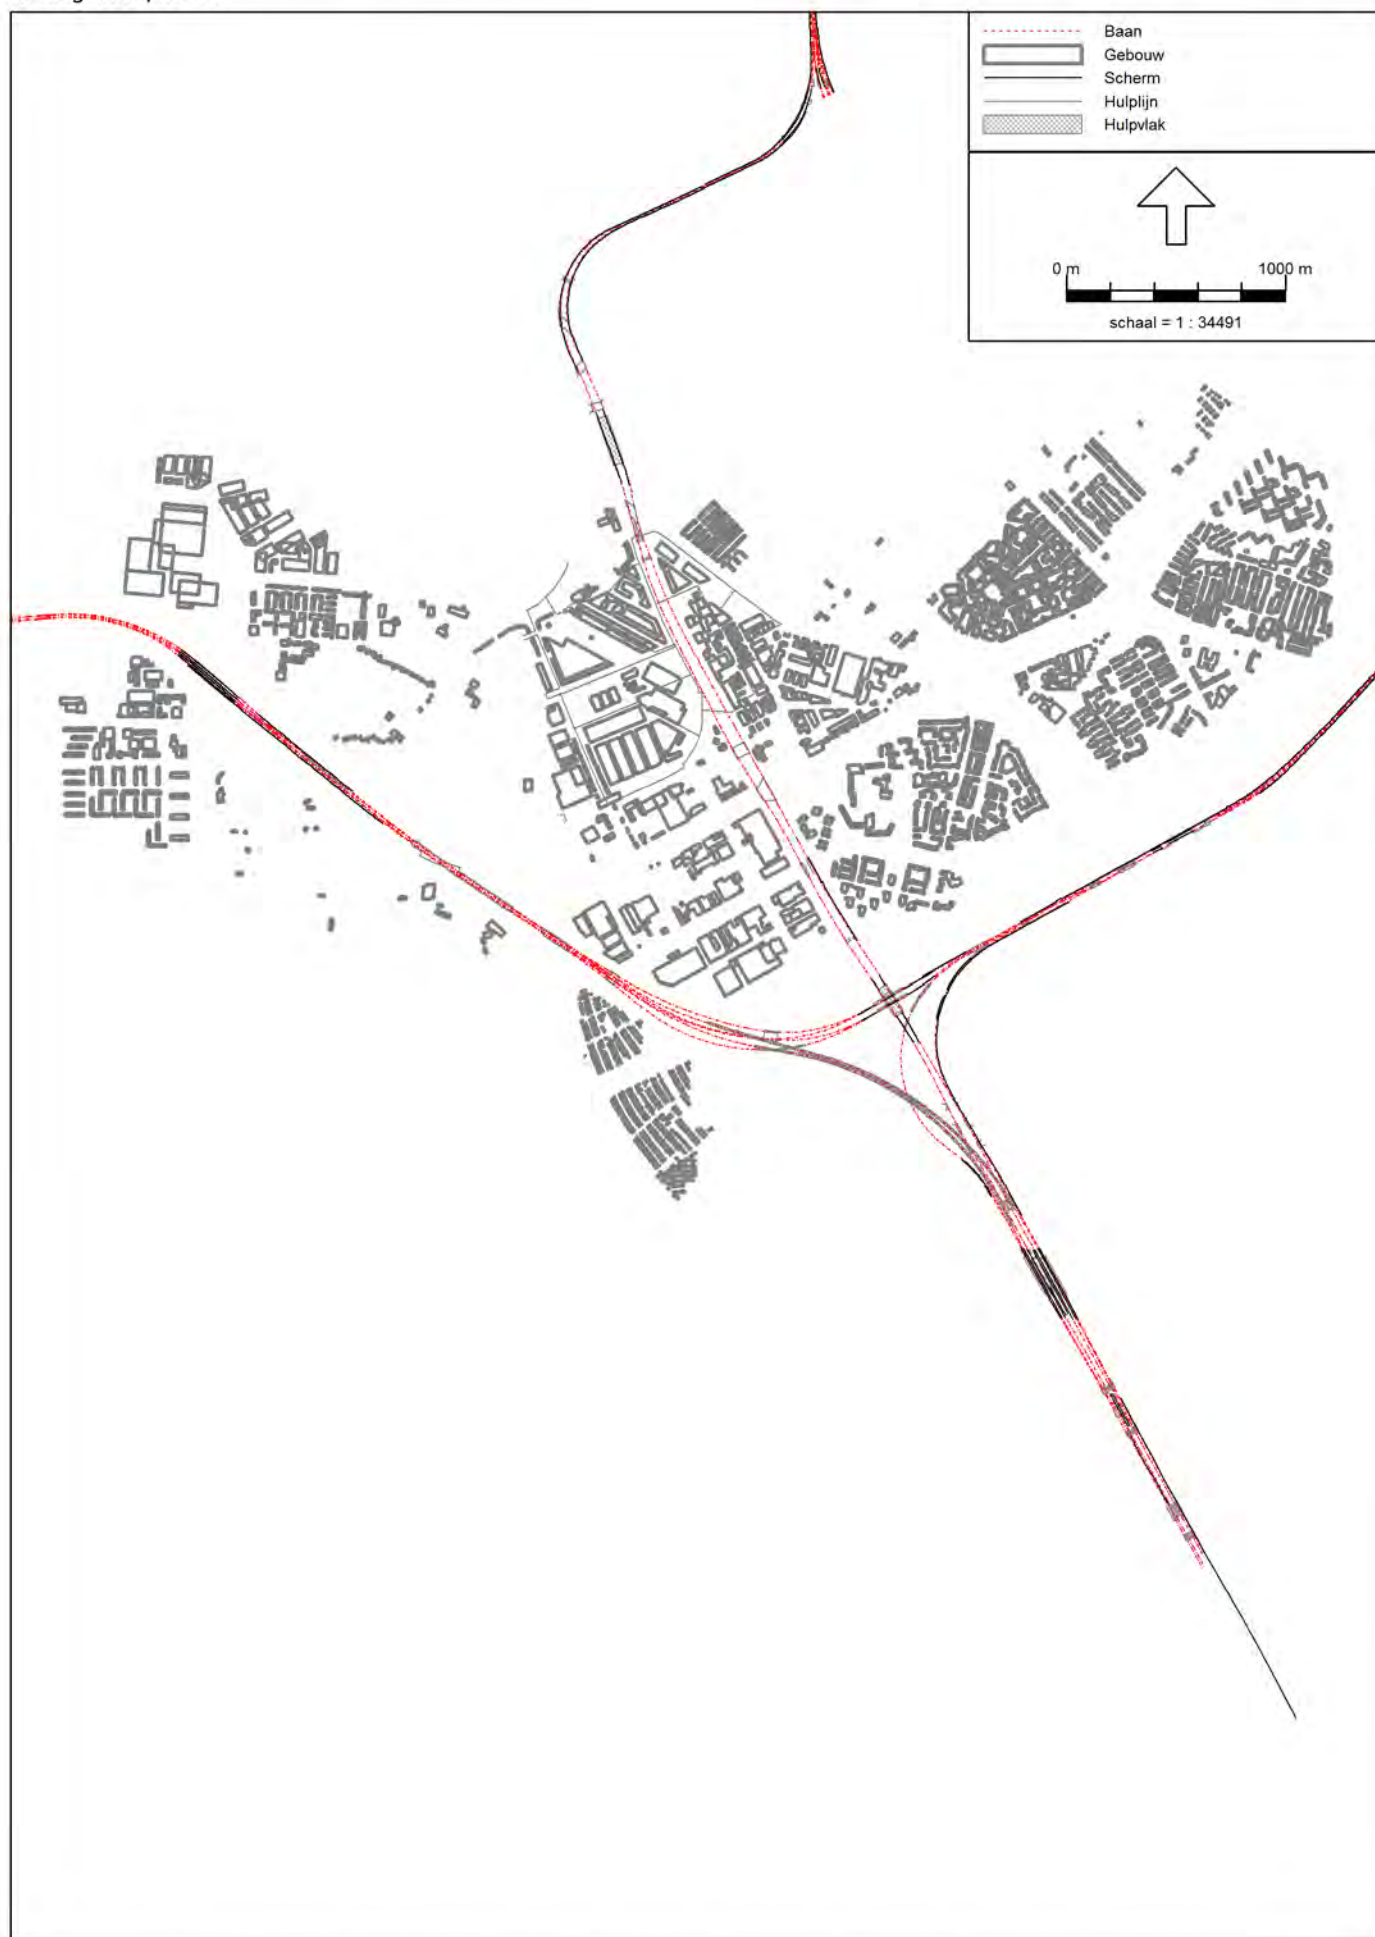 Baan
Gebouw
Scherm
Hulplijn
Hulpvlak
0 m 1000 m
schaal = 1 : 34491